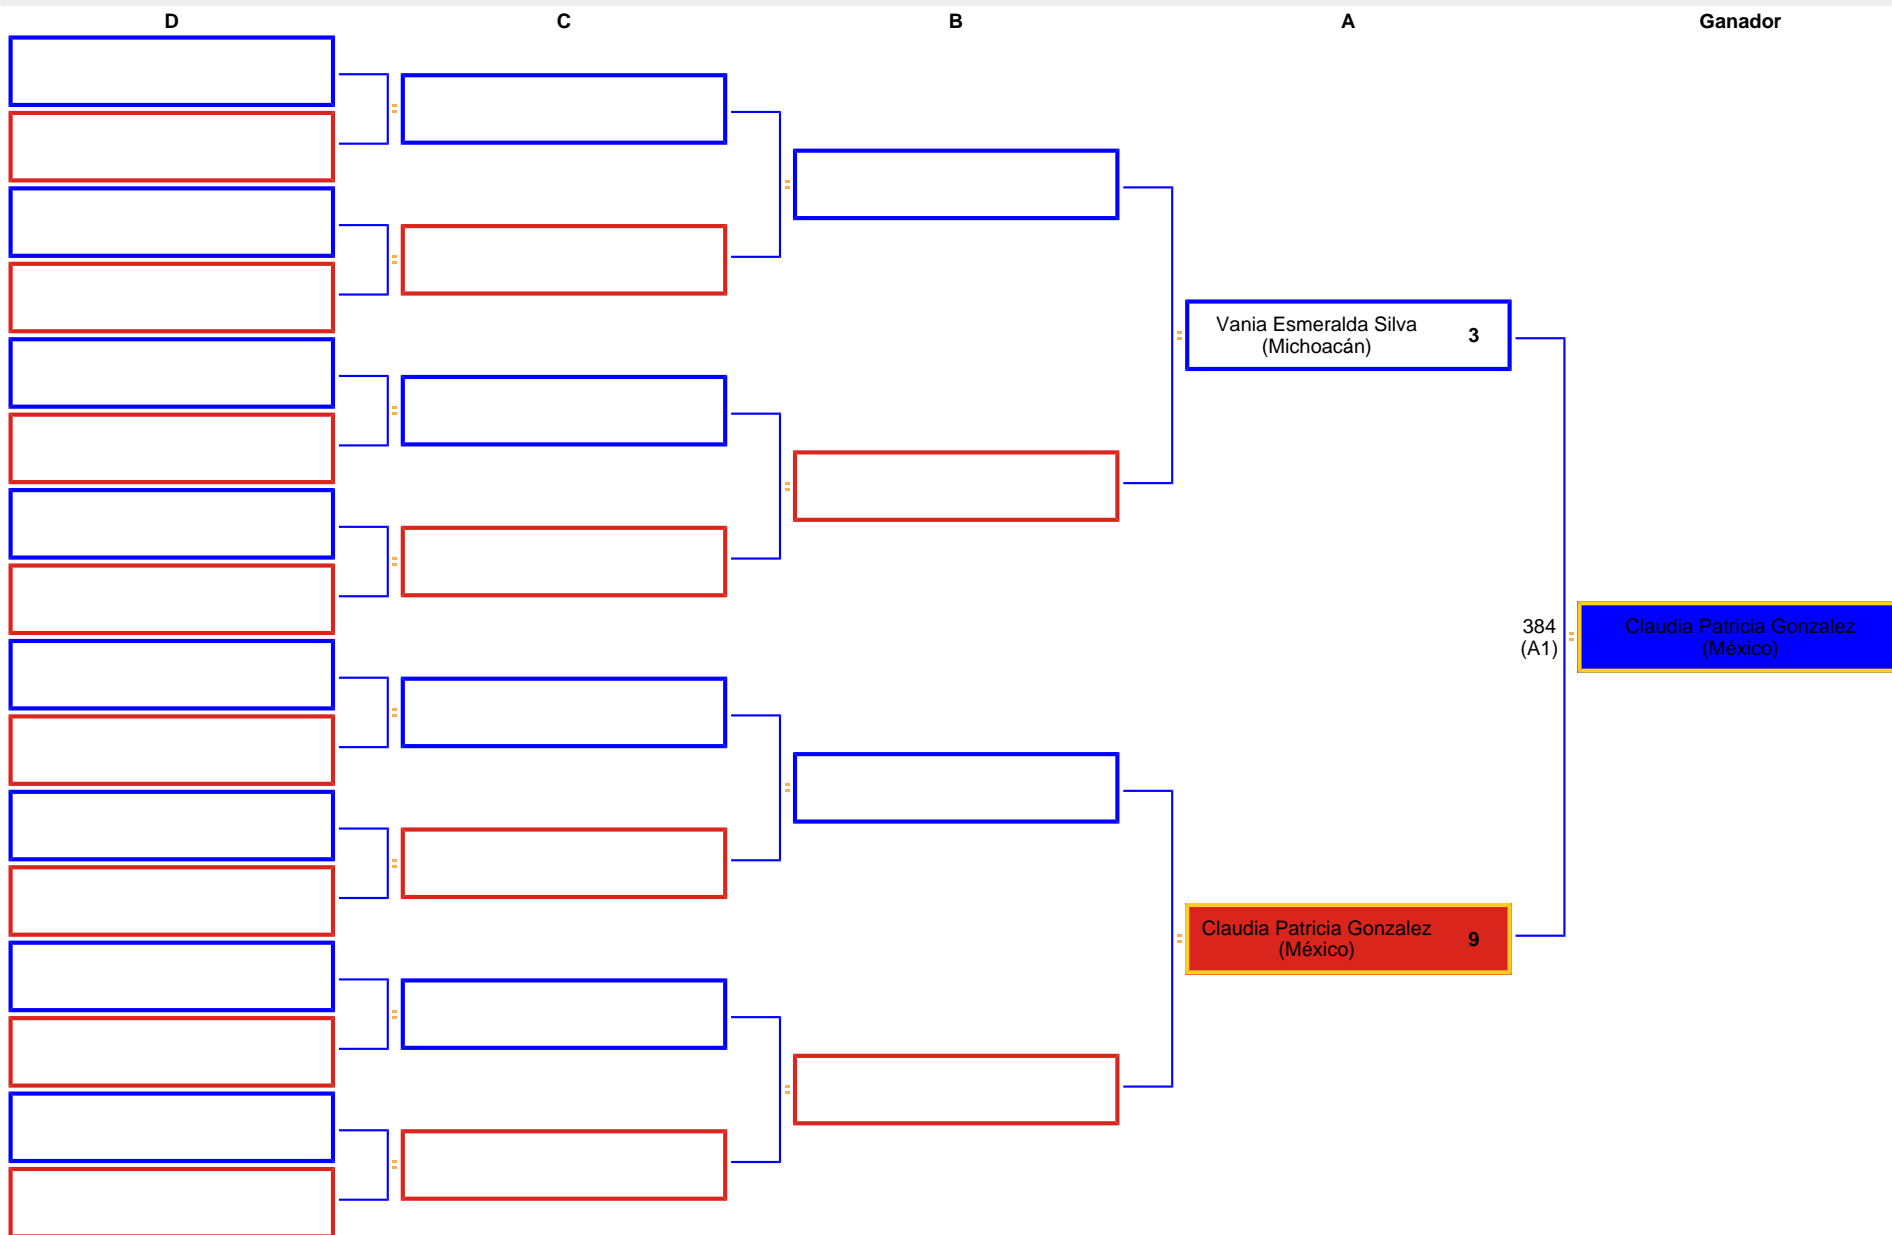 D
C
B
A
Ganador
Vania Esmeralda Silva
(Michoacán)
3
384
(A1)
Claudia Patricia Gonzalez
(México)
Claudia Patricia Gonzalez
(México)
9